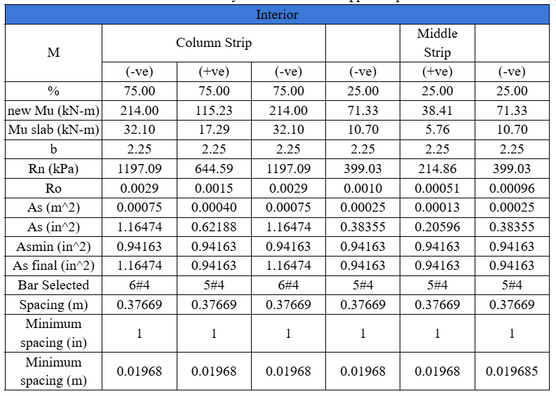 Interior
M Column Strip Middle Strip
(-ve) (+ve) (-ve) (-ve) (+ve) (-ve)
% 75.00 75.00 75.00 25.00 25.00 25.00
new Mu (kN-m) 214.00 115.23 214.00 71.33 38.41 71.33
Mu slab (kN-m) 32.10 17.29 32.10 10.70 5.76 10.70
b 2.25 2.25 2.25 2.25 2.25 2.25
Rn (kPa) 1197.09 644.59 1197.09 399.03 214.86 399.03
Ro 0.0029 0.0015 0.0029 0.0010 0.00051 0.00096
As (m^2) 0.00075 0.00040 0.00075 0.00025 0.00013 0.00025
As (in^2) 1.16474 0.62188 1.16474 0.38355 0.20596 0.38355
Asmin (in^2) 0.94163 0.94163 0.94163 0.94163 0.94163 0.94163
As final (in^2) 1.16474 0.94163 1.16474 0.94163 0.94163 0.94163
Bar Selected 6#4 5#4 6#4 5#4 5#4 5#4
Spacing (m) 0.37669 0.37669 0.37669 0.37669 0.37669 0.37669
Minimum spacing (in) 1 1 1 1 1 1
Minimum spacing (m) 0.01968 0.01968 0.01968 0.01968 0.01968 0.019685